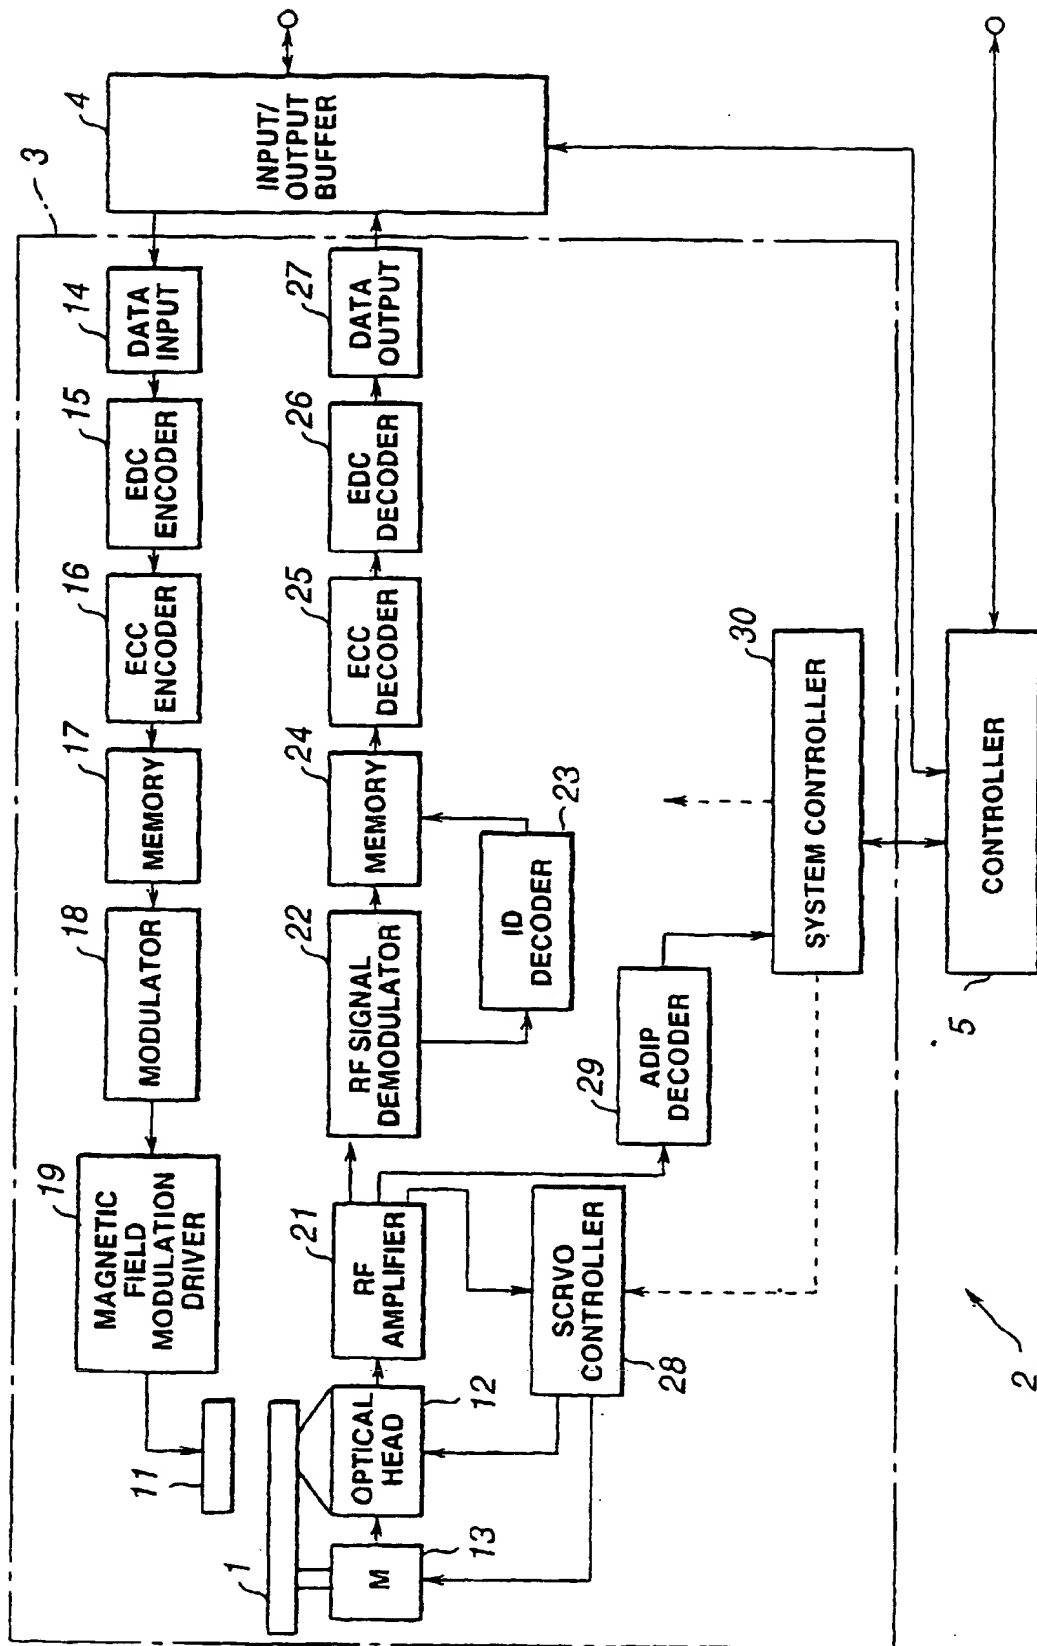 3
4
INPUT/
OUTPUT
BUFFER
14
DATA
INPUT
15
EDC
ENCODER
16
ECC
ENCODER
17
MEMORY
18
MODULATOR
19
MAGNETIC
FIELD
MODULATION
DRIVER
11
1
M
13
OPTICAL
HEAD
12
21
RF
AMPLIFIER
22
RF SIGNAL
DEMODULATOR
23
ID
DECODER
24
MEMORY
25
ECC
DECODER
26
EDC
DECODER
27
DATA
OUTPUT
28
SCRVO
CONTROLLER
29
ADIP
DECODER
30
SYSTEM CONTROLLER
5
CONTROLLER
2